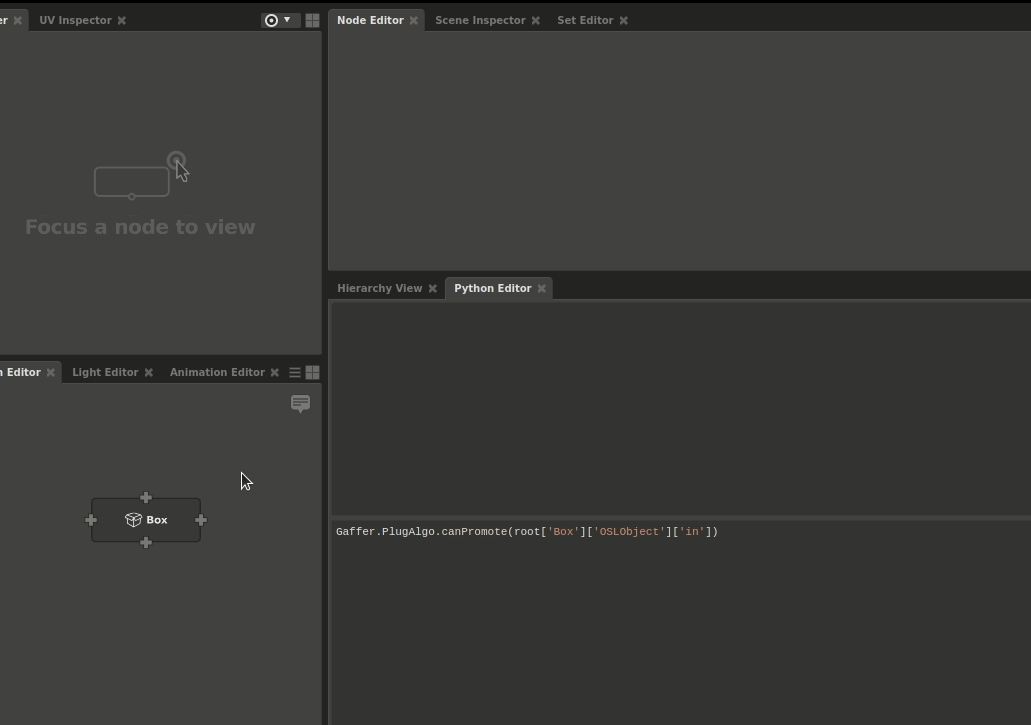 er UV Inspector
Node Editor Scene Inspector Set Editor
Focus a node to view
Hierarchy View Python Editor
Editor Light Editor Animation Editor
Box
Gaffer.PlugAlgo.canPromote(root['Box']['OSLObject']['in'])